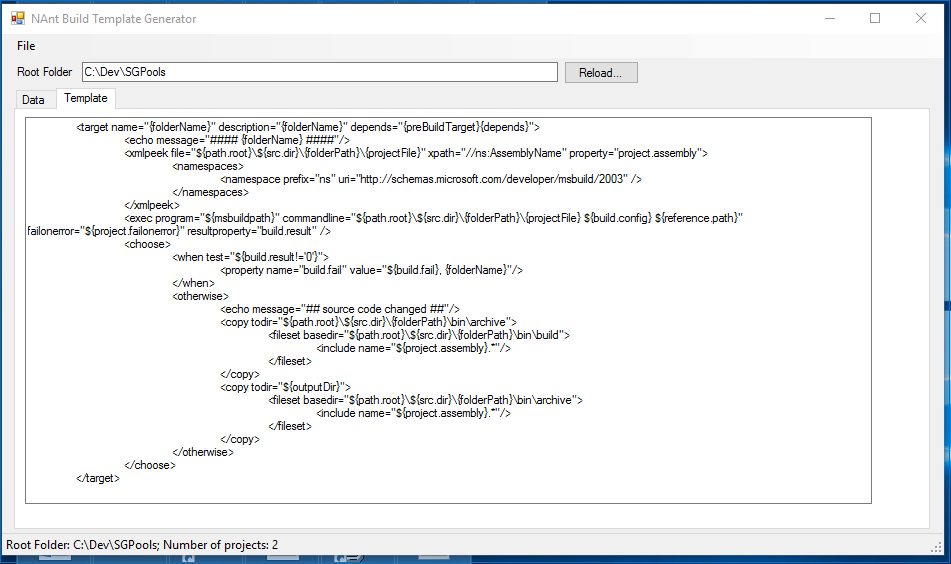 NAnt Build Template Generator
File
Root Folder C:\Dev\SGPools Reload...
Data Template
<target name="{folderName}" description="{folderName}" depends="{preBuildTarget}{depends}">
<echo message="#### {folderName} ####"/>
<xmlpeek file="${path.root}\${src.dir}\{folderPath}\{projectFile}" xpath="//ns:AssemblyName" property="project.assembly">
<namespaces>
<namespace prefix="ns" uri="http://schemas.microsoft.com/developer/msbuild/2003" />
</namespaces>
</xmlpeek>
<exec program="${msbuildpath}" commandline="${path.root}\${src.dir}\{folderPath}\{projectFile} ${build.config} ${reference.path}"
failonerror="${project.failonerror}" resultproperty="build.result" />
<choose>
<when test="${build.result!='0'}">
<property name="build.fail" value="${build.fail}, {folderName}"/>
</when>
<otherwise>
<echo message="## source code changed ##"/>
<copy todir="${path.root}\${src.dir}\{folderPath}\bin\archive">
<fileset basedir="${path.root}\${src.dir}\{folderPath}\bin\build">
<include name="${project.assembly}.*"/>
</fileset>
</copy>
<copy todir="${outputDir}">
<fileset basedir="${path.root}\${src.dir}\{folderPath}\bin\archive">
<include name="${project.assembly}.*"/>
</fileset>
</copy>
</otherwise>
</choose>
</target>
Root Folder: C:\Dev\SGPools; Number of projects: 2